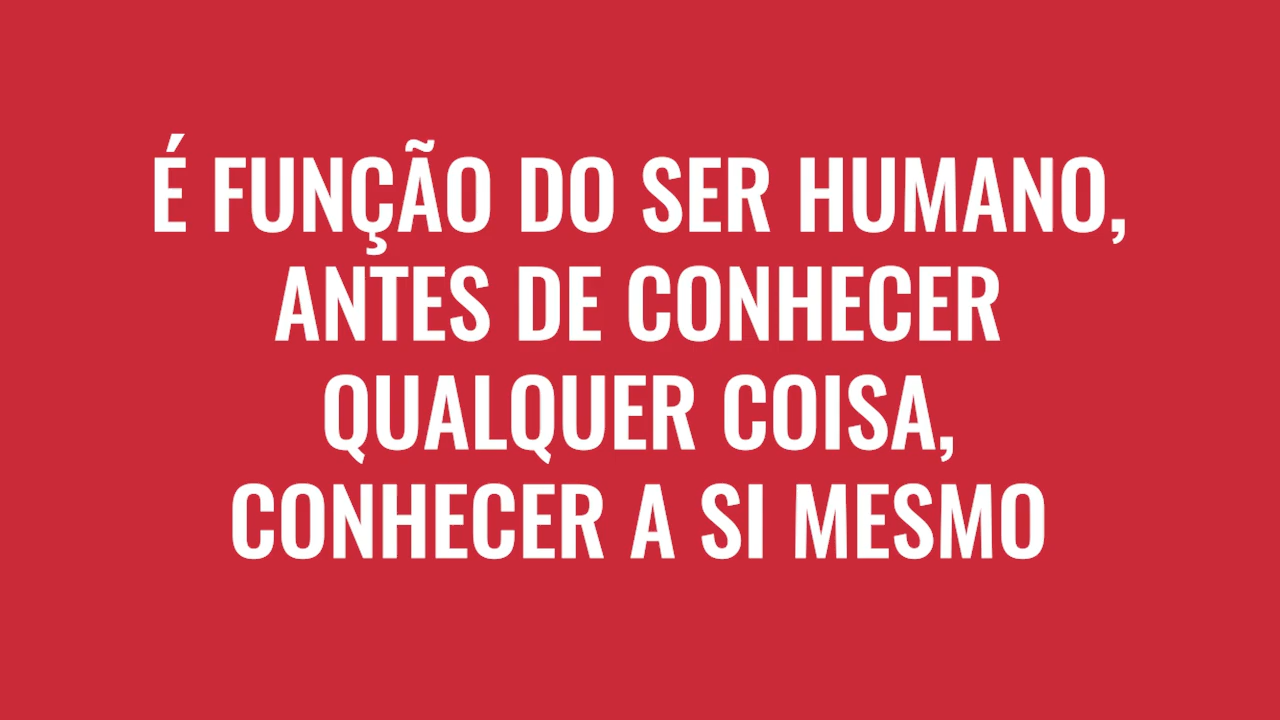 É FUNÇÃO DO SER HUMANO,
ANTES DE CONHECER
QUALQUER COISA,
CONHECER A SI MESMO